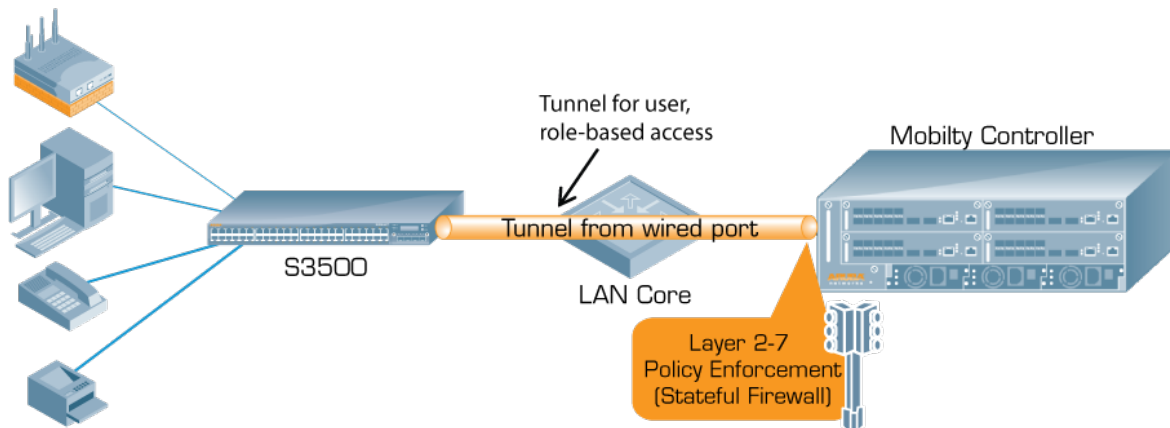 Tunnel for user,
role-based access
Mobilty Controller
Tunnel from wired port
S3500
LAN Core
Layer 2-7
Policy Enforcement
(Stateful Firewall)